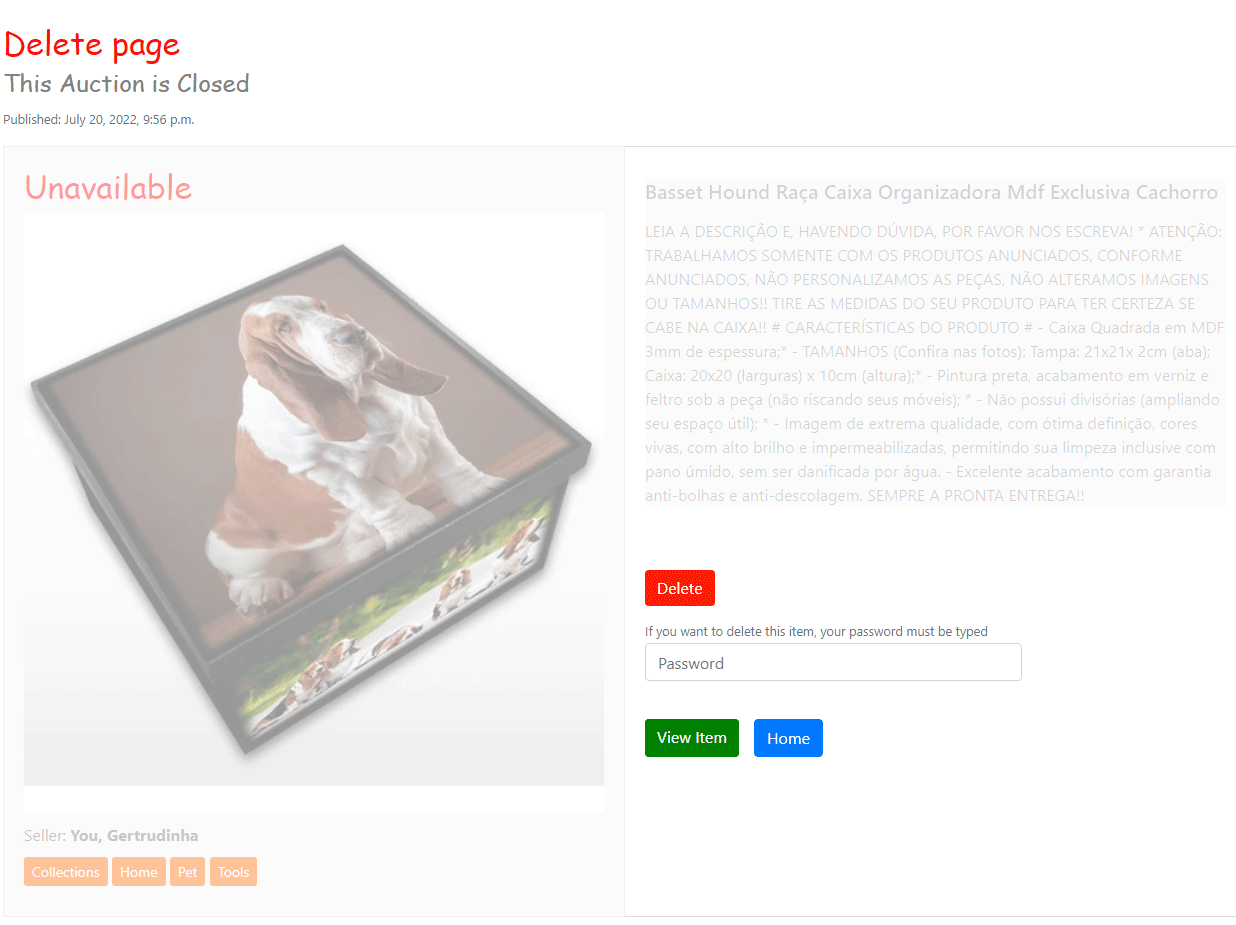 Delete page
This Auction is Closed
Published: July 20, 2022, 9:56 p.m.
Unavailable
Seller: You, Gertrudinha
Collections Home Pet Tools
Basset Hound Raça Caixa Organizadora Mdf Exclusiva Cachorro
LEIA A DESCRIÇÃO E, HAVENDO DÚVIDA, POR FAVOR NOS ESCREVA! * ATENÇÃO:
TRABALHAMOS SOMENTE COM OS PRODUTOS ANUNCIADOS, CONFORME
ANUNCIADOS, NÃO PERSONALIZAMOS AS PEÇAS, NÃO ALTERAMOS IMAGENS
OU TAMANHOS!! TIRE AS MEDIDAS DO SEU PRODUTO PARA TER CERTEZA SE
CABE NA CAIXA!! # CARACTERÍSTICAS DO PRODUTO # - Caixa Quadrada em MDF
3mm de espessura;* - TAMANHOS (Confira nas fotos): Tampa: 21x21x 2cm (aba);
Caixa: 20x20 (larguras) x 10cm (altura);* - Pintura preta, acabamento em verniz e
feltro sob a peça (não riscando seus móveis); * - Não possui divisórias (ampliando
seu espaço útil); * - Imagem de extrema qualidade, com ótima definição, cores
vivas, com alto brilho e impermeabilizadas, permitindo sua limpeza inclusive com
pano úmido, sem ser danificada por água. - Excelente acabamento com garantia
anti-bolhas e anti-descolagem. SEMPRE A PRONTA ENTREGA!!
Delete
If you want to delete this item, your password must be typed
Password
View Item Home